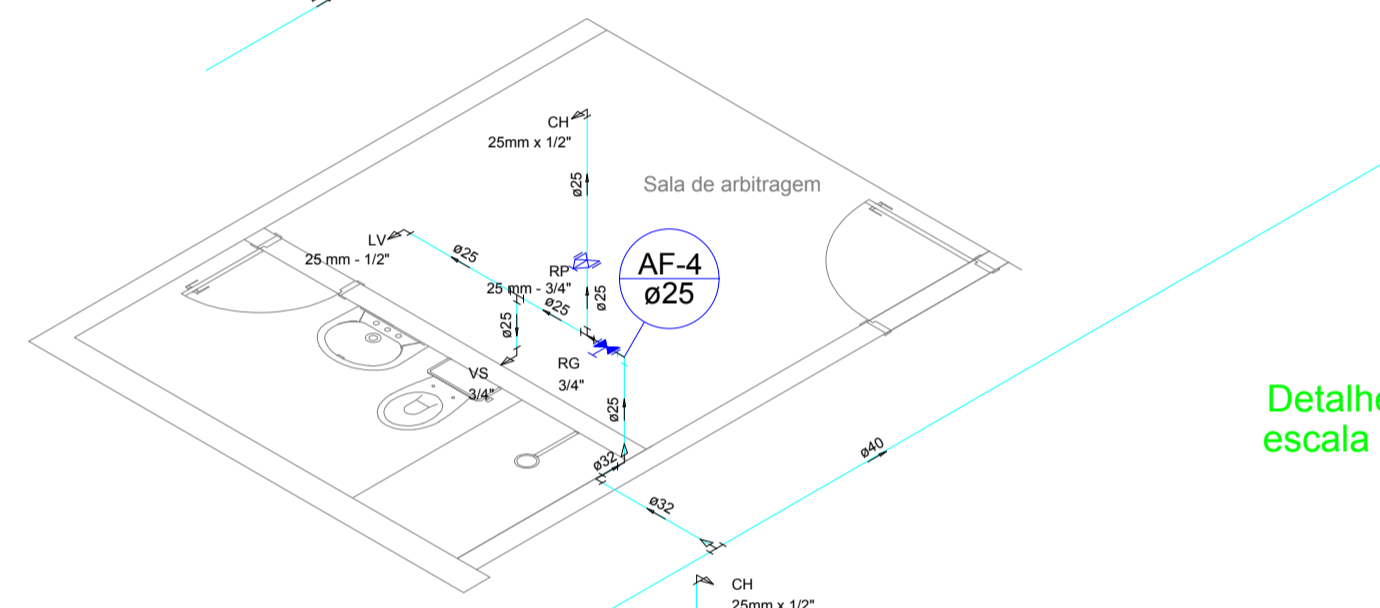 CH
25mm x 1/2"
ø25
Sala de arbitragem
LV
25 mm - 1/2"
ø25
AF-4
ø25
RP
25 mm - 3/4"
ø25
ø25
ø25
VS
3/4"
RG
3/4"
ø25
Detalhe
escala
ø40
ø32
ø32
CH
25mm x 1/2"